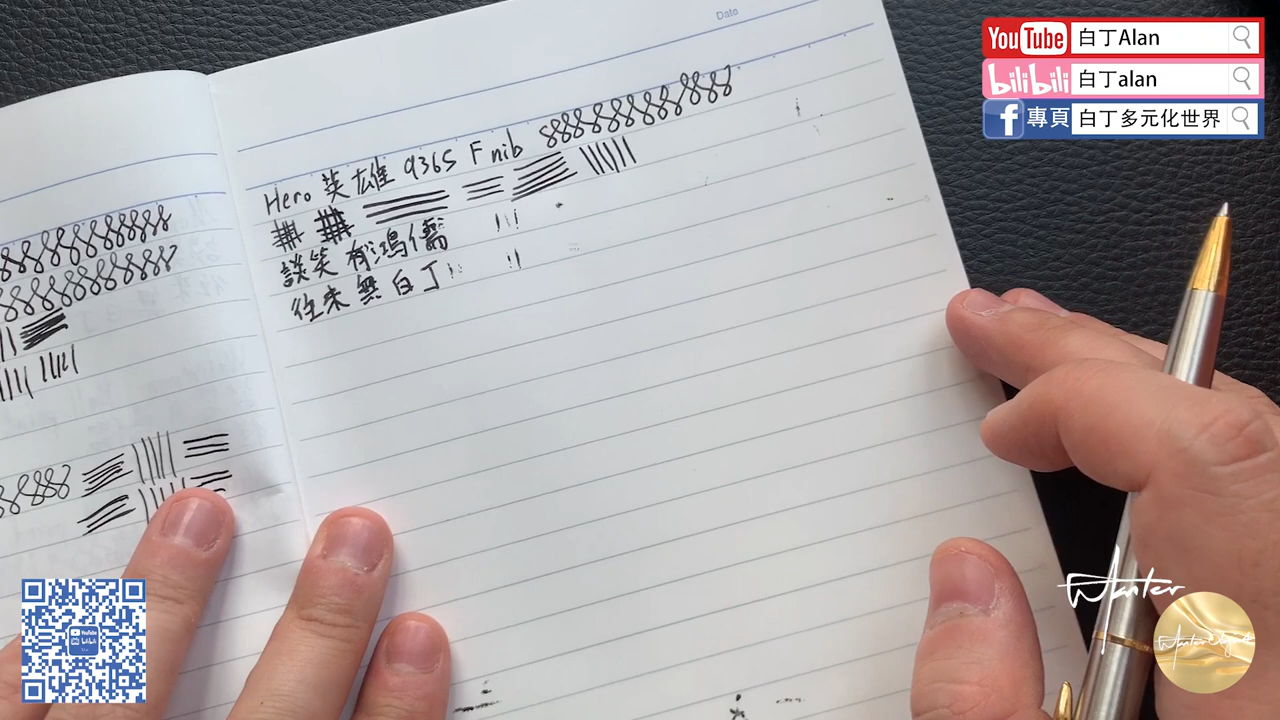 Date
Hero 英雄 9365 F nib
談笑有鴻儒
往來無白丁
YouTube 白丁Alan
bilibili 白丁alan
f 專頁 白丁多元化世界